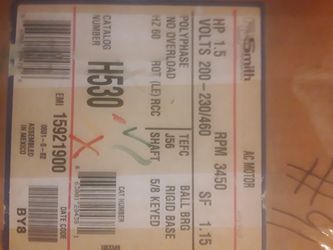 Smith
AC MOTOR
HP 1.5 RPM 3450 SF 1.15
VOLTS 200-230/460
POLYPHASE TEFC BALL BRG
NO OVERLOAD J56 RIGID BASE
HZ 60 ROT (LE) RCC SHAFT 5/8 KEYED
CATALOG
NUMBER
H530
CAT NUMBER
EMI 15921900
DATE CODE
BY8
ASSEMBLED
IN MEXICO